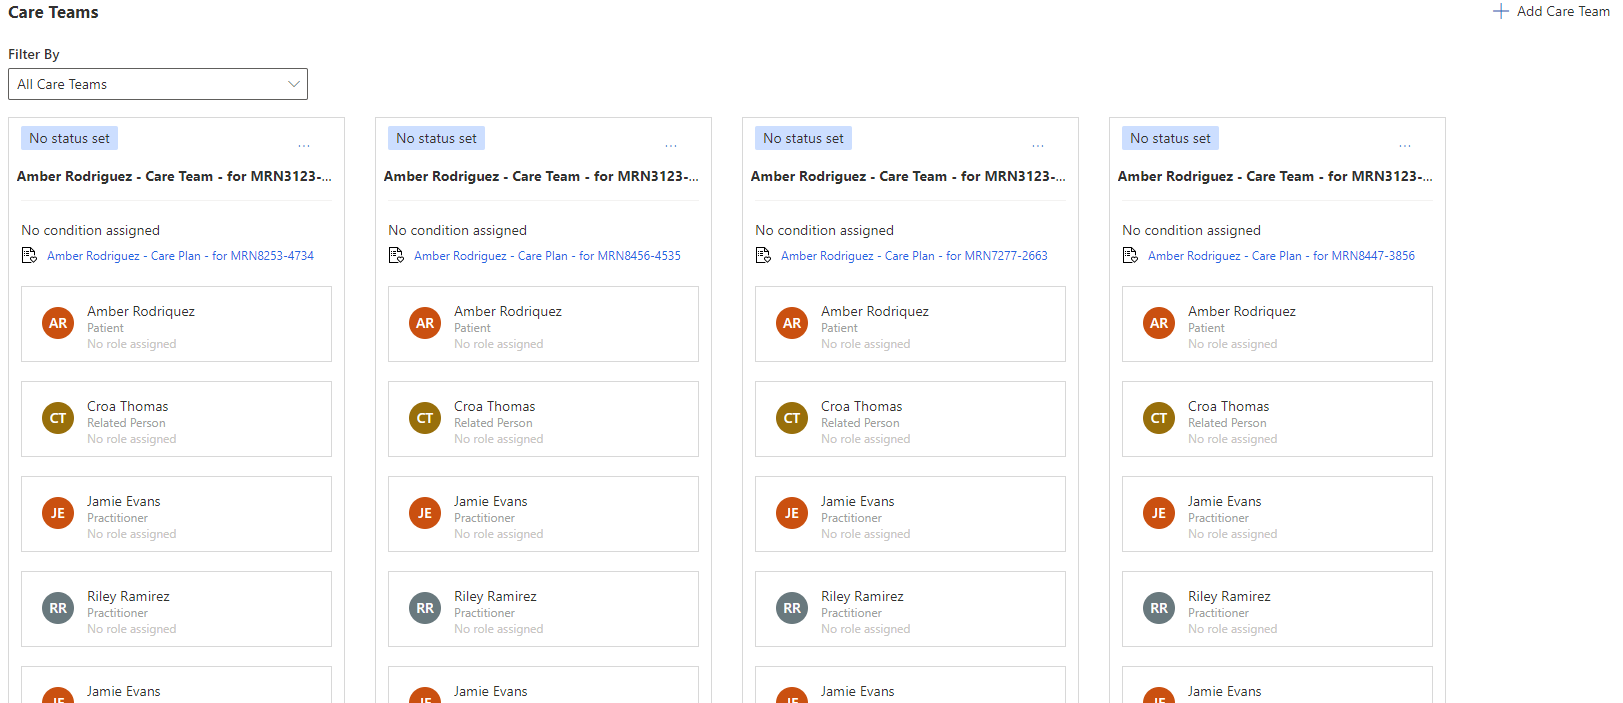 Care Teams
Add Care Team
Filter By
All Care Teams
No status set
...
Amber Rodriguez - Care Team - for MRN3123-...
No condition assigned
Amber Rodriguez - Care Plan - for MRN8253-4734
AR
Amber Rodriquez
Patient
No role assigned
CT
Croa Thomas
Related Person
No role assigned
JE
Jamie Evans
Practitioner
No role assigned
RR
Riley Ramirez
Practitioner
No role assigned
JE
Jamie Evans
No status set
...
Amber Rodriguez - Care Team - for MRN3123-...
No condition assigned
Amber Rodriguez - Care Plan - for MRN8456-4535
AR
Amber Rodriquez
Patient
No role assigned
CT
Croa Thomas
Related Person
No role assigned
JE
Jamie Evans
Practitioner
No role assigned
RR
Riley Ramirez
Practitioner
No role assigned
JE
Jamie Evans
No status set
...
Amber Rodriguez - Care Team - for MRN3123-...
No condition assigned
Amber Rodriguez - Care Plan - for MRN7277-2663
AR
Amber Rodriquez
Patient
No role assigned
CT
Croa Thomas
Related Person
No role assigned
JE
Jamie Evans
Practitioner
No role assigned
RR
Riley Ramirez
Practitioner
No role assigned
JE
Jamie Evans
No status set
...
Amber Rodriguez - Care Team - for MRN3123-...
No condition assigned
Amber Rodriguez - Care Plan - for MRN8447-3856
AR
Amber Rodriquez
Patient
No role assigned
CT
Croa Thomas
Related Person
No role assigned
JE
Jamie Evans
Practitioner
No role assigned
RR
Riley Ramirez
Practitioner
No role assigned
JE
Jamie Evans